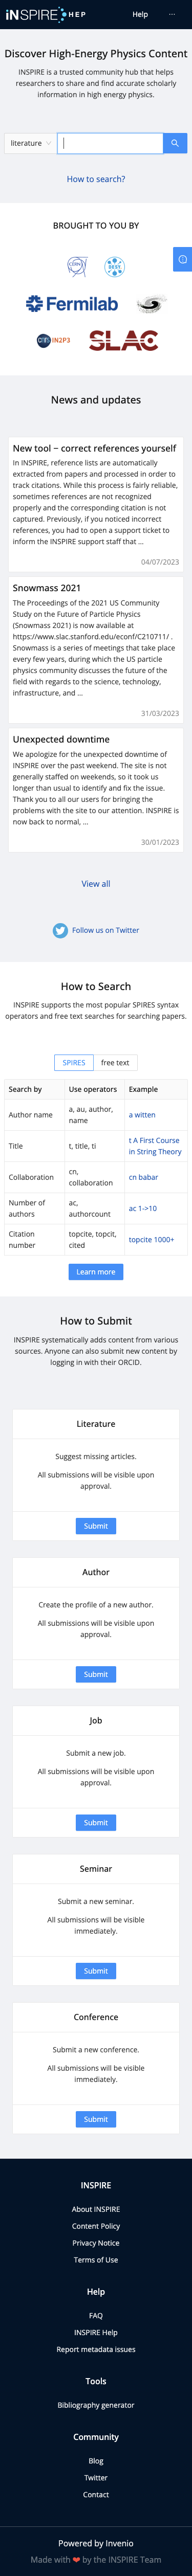 iNSPIRE HEP
Help
...
Discover High-Energy Physics Content
INSPIRE is a trusted community hub that helps
researchers to share and find accurate scholarly
information in high energy physics.
literature
How to search?
BROUGHT TO YOU BY
CERN
DESY
Fermilab
CNRS IN2P3
SLAC
News and updates
New tool – correct references yourself
In INSPIRE, reference lists are automatically
extracted from preprints and proofs provided to us by
text or tracks citations. While this process is fairly reliable,
sometimes references are not recognized
properly and the corresponding citation is not
captured. Previously, if you noticed incorrect
references, you had to open a support ticket to
inform the INSPIRE support staff that ...
04/07/2023
Snowmass 2021
The Proceedings of the 2021 US Community
Study on the Future of Particle Physics
(Snowmass 2021) is now available at
https://www.slac.stanford.edu/econf/C210711/ .
Snowmass is a series of meetings that take place
every few years, during which the US particle
physics community discusses the future of the
field with regards to the science, technology,
infrastructure, and ...
31/03/2023
Unexpected downtime
We apologize for the unexpected downtime of
INSPIRE over the past weekend. The site is not
generally staffed on weekends, so it took us
longer than usual to identify and fix the issue.
Thank you to all our users for bringing the
problems with the site to our attention. INSPIRE is
now back to normal, ...
30/01/2023
View all
Follow us on Twitter
How to Search
INSPIRE supports the most popular SPIRES syntax
operators and free text searches for searching papers.
SPIRES free text
Search by Use operators Example
Author name a, au, author, name a witten
Title t, title, ti t A First Course in String Theory
Collaboration cn, collaboration cn babar
Number of authors ac, authorcount ac 1->10
Citation number topcite, topcit, cited topcite 1000+
Learn more
How to Submit
INSPIRE systematically adds content from various
sources. Anyone can also submit new content by
logging in with their ORCID.
Literature
Suggest missing articles.
All submissions will be visible upon
approval.
Submit
Author
Create the profile of a new author.
All submissions will be visible upon
approval.
Submit
Job
Submit a new job.
All submissions will be visible upon
approval.
Submit
Seminar
Submit a new seminar.
All submissions will be visible
immediately.
Submit
Conference
Submit a new conference.
All submissions will be visible
immediately.
Submit
INSPIRE
About INSPIRE
Content Policy
Privacy Notice
Terms of Use
Help
FAQ
INSPIRE Help
Report metadata issues
Tools
Bibliography generator
Community
Blog
Twitter
Contact
Powered by Invenio
Made with ❤ by the INSPIRE Team